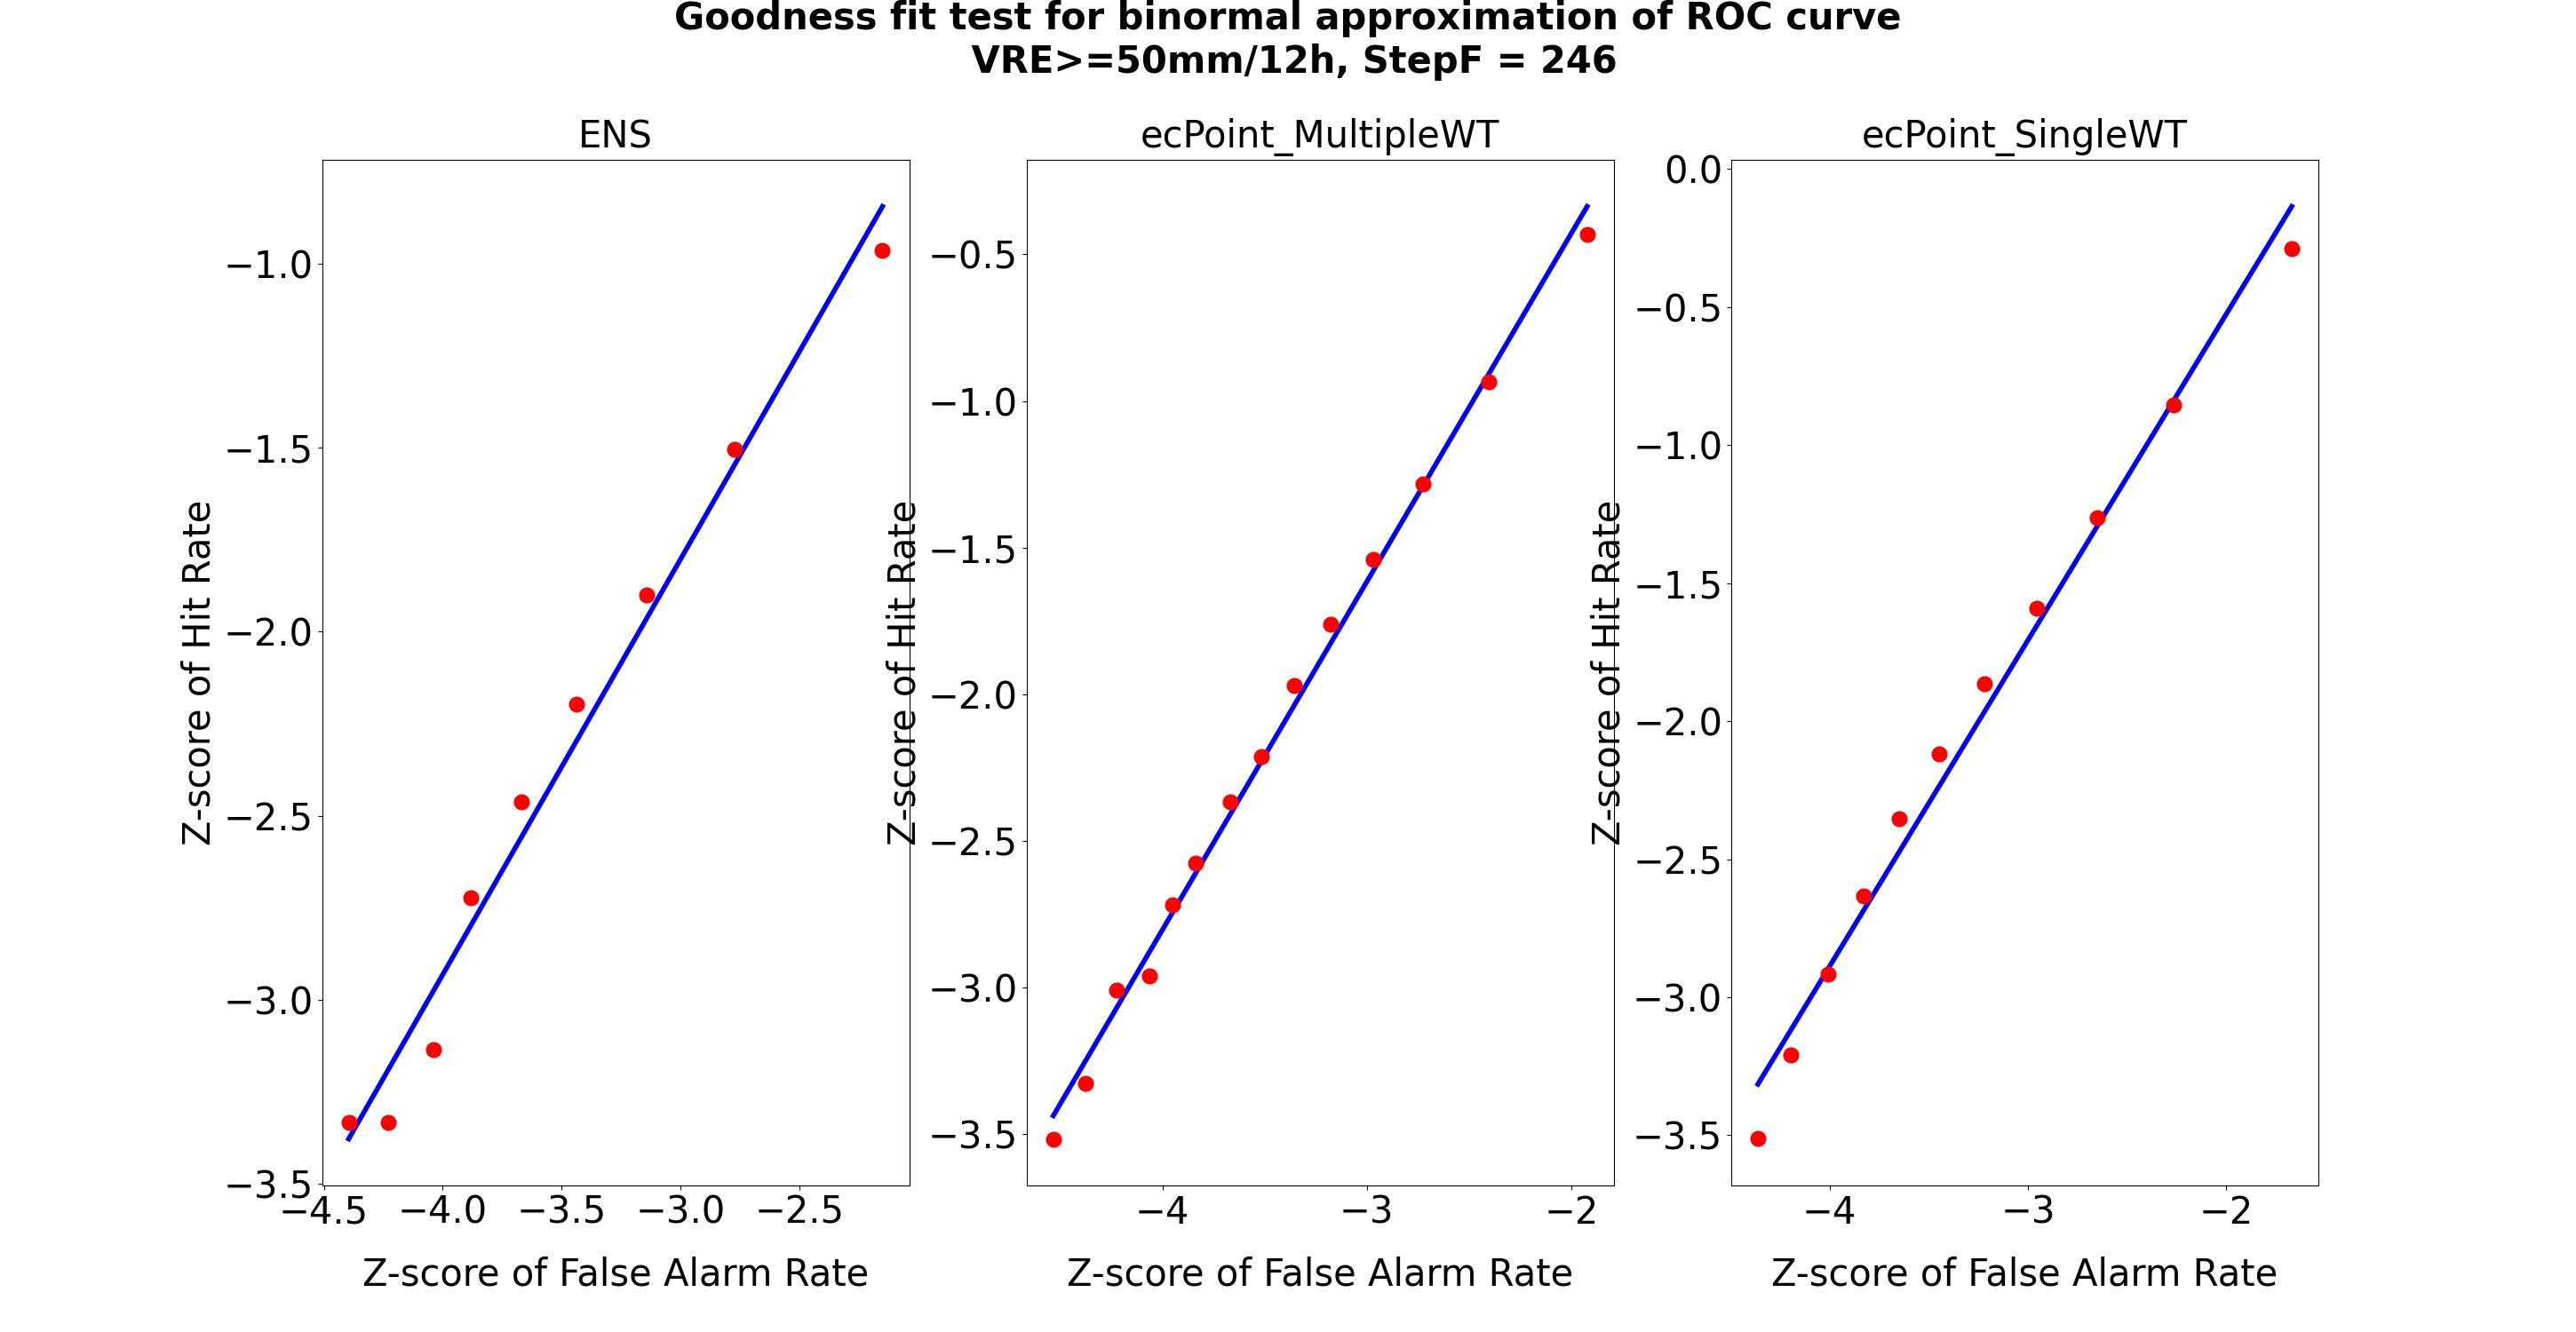 Goodness fit test for binormal approximation of ROC curve
VRE>=50mm/12h, StepF = 246
ENS
Z-score of Hit Rate
−1.0
−1.5
−2.0
−2.5
−3.0
−3.5
−4.5 −4.0 −3.5 −3.0 −2.5
Z-score of False Alarm Rate
ecPoint_MultipleWT
Z-score of Hit Rate
−0.5
−1.0
−1.5
−2.0
−2.5
−3.0
−3.5
−4 −3 −2
Z-score of False Alarm Rate
ecPoint_SingleWT
Z-score of Hit Rate
0.0
−0.5
−1.0
−1.5
−2.0
−2.5
−3.0
−3.5
−4 −3 −2
Z-score of False Alarm Rate